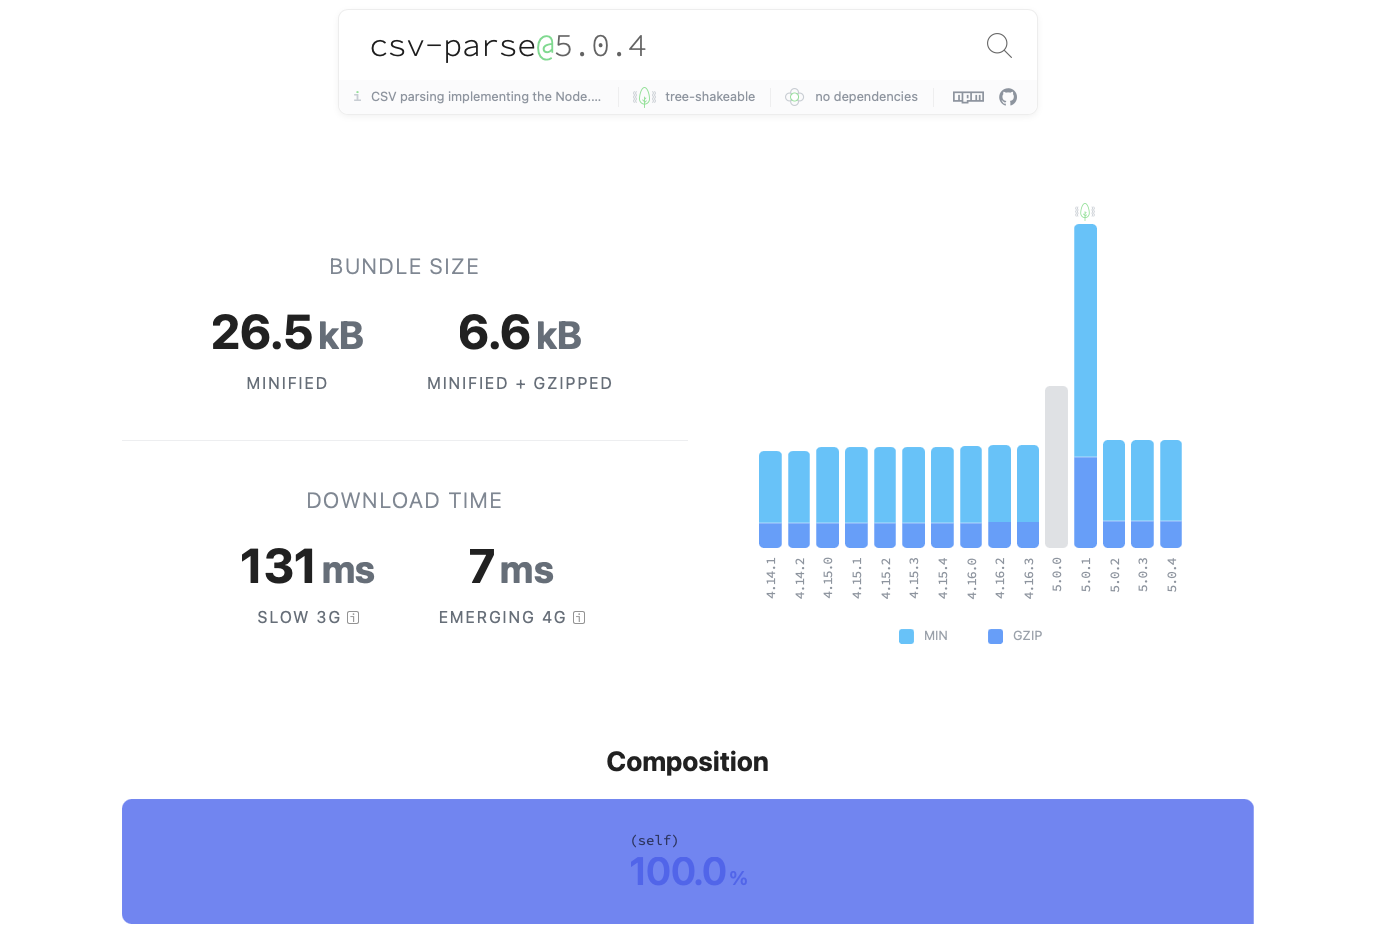 csv-parse@5.0.4
i CSV parsing implementing the Node.... tree-shakeable no dependencies npm
BUNDLE SIZE
26.5 kB 6.6 kB
MINIFIED MINIFIED + GZIPPED
DOWNLOAD TIME
131 ms 7 ms
SLOW 3G i EMERGING 4G i
4.14.1 4.14.2 4.15.0 4.15.1 4.15.2 4.15.3 4.15.4 4.16.0 4.16.2 4.16.3 5.0.0 5.0.1 5.0.2 5.0.3 5.0.4
MIN GZIP
Composition
(self)
100.0%